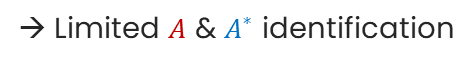 → Limited A & A* identification